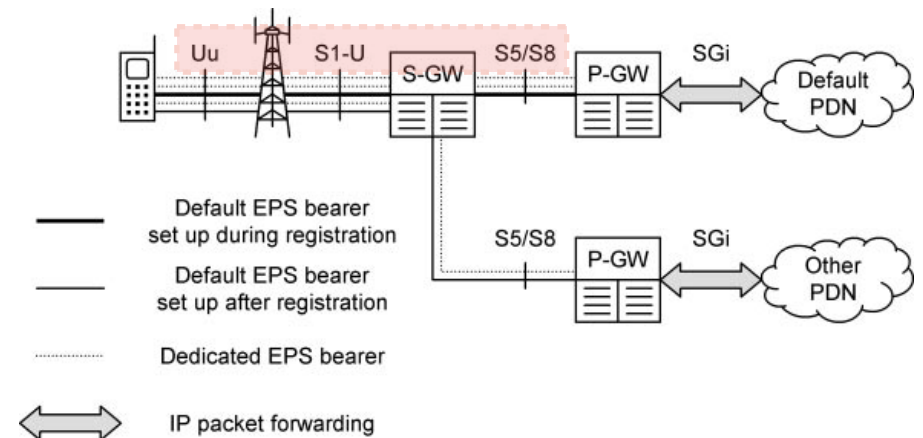 Uu
S1-U
S-GW
S5/S8
P-GW
SGi
Default
PDN
Default EPS bearer
set up during registration
S5/S8
P-GW
SGi
Other
PDN
Default EPS bearer
set up after registration
Dedicated EPS bearer
IP packet forwarding